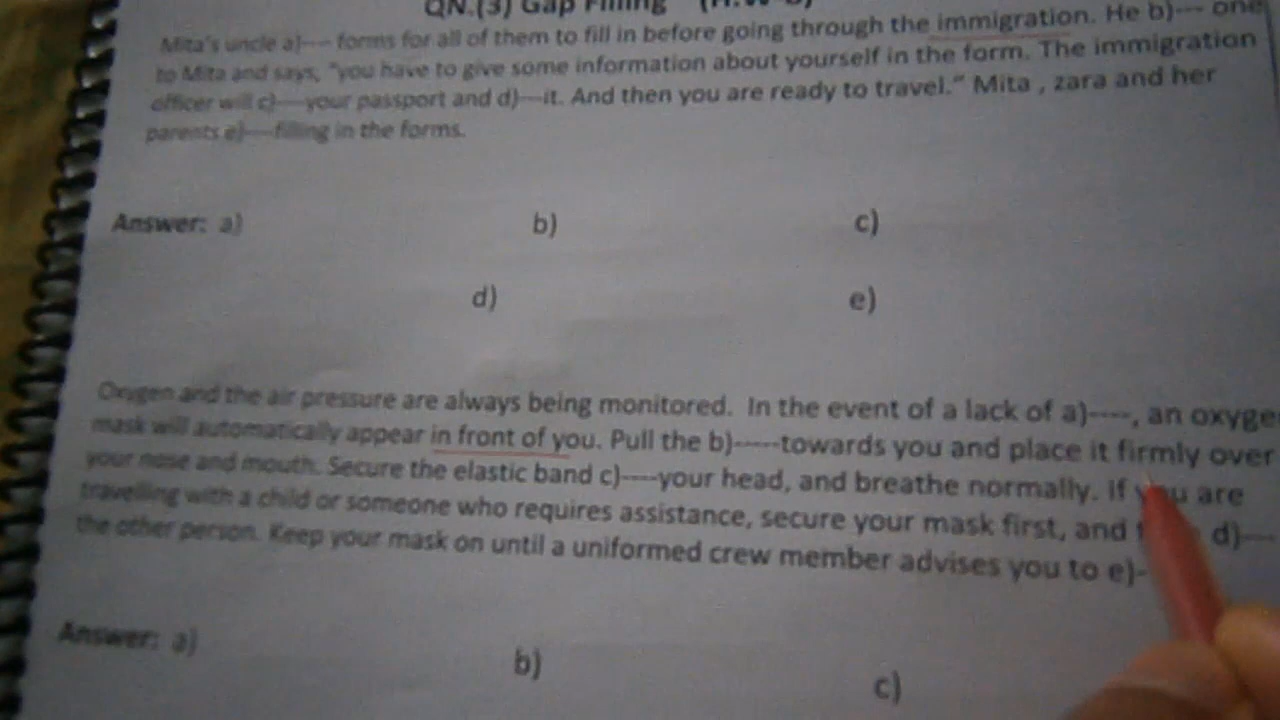 QN.(3) Gap Filling
Mita's uncle a)---- forms for all of them to fill in before going through the immigration. He b)--- one
to Mita and says, "you have to give some information about yourself in the form. The immigration
officer will c)----your passport and d)---it. And then you are ready to travel." Mita , zara and her
parents e)----filling in the forms.
Answer: a) b) c)
d) e)
Oxygen and the air pressure are always being monitored. In the event of a lack of a)----, an oxyge
mask will automatically appear in front of you. Pull the b)-----towards you and place it firmly over
your nose and mouth. Secure the elastic band c)----your head, and breathe normally. If you are
travelling with a child or someone who requires assistance, secure your mask first, and d)----
the other person. Keep your mask on until a uniformed crew member advises you to e)-
Answer: a) b) c)